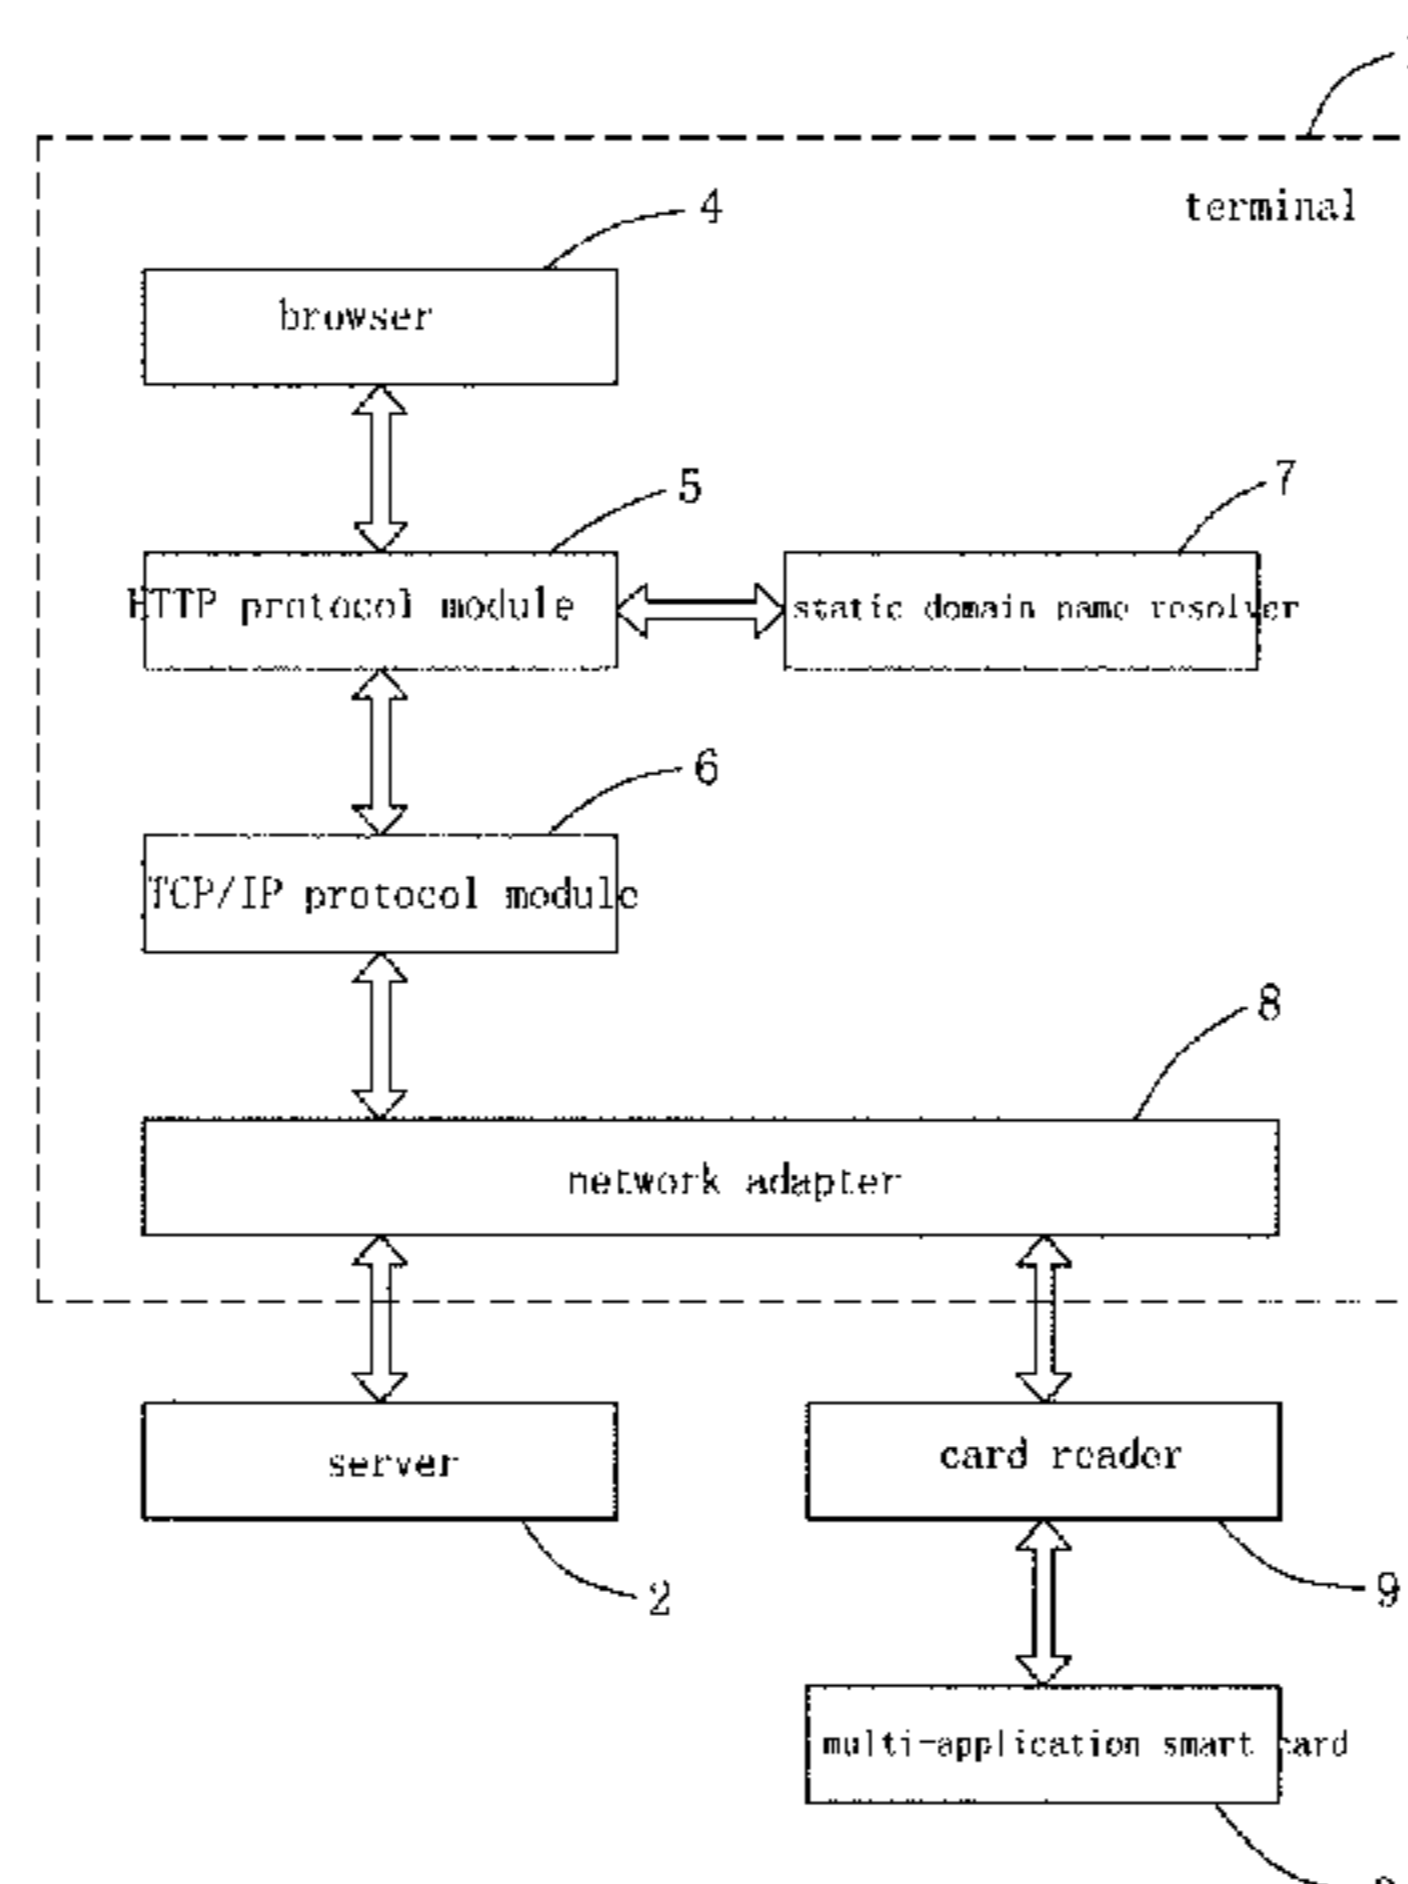 terminal
4
browser
5
7
HTTP protocol module
static domain name resolver
6
TCP/IP protocol module
8
network adapter
server
card reader
2
9
multi-application smart card